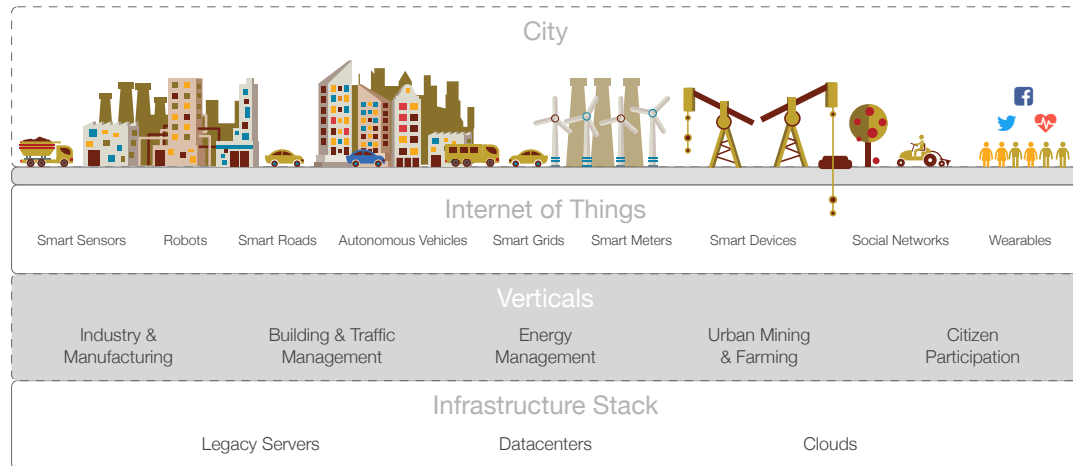 City
Internet of Things
Smart Sensors Robots Smart Roads Autonomous Vehicles Smart Grids Smart Meters Smart Devices Social Networks Wearables
Verticals
Industry & Building & Traffic Energy Urban Mining Citizen
Manufacturing Management Management & Farming Participation
Infrastructure Stack
Legacy Servers Datacenters Clouds